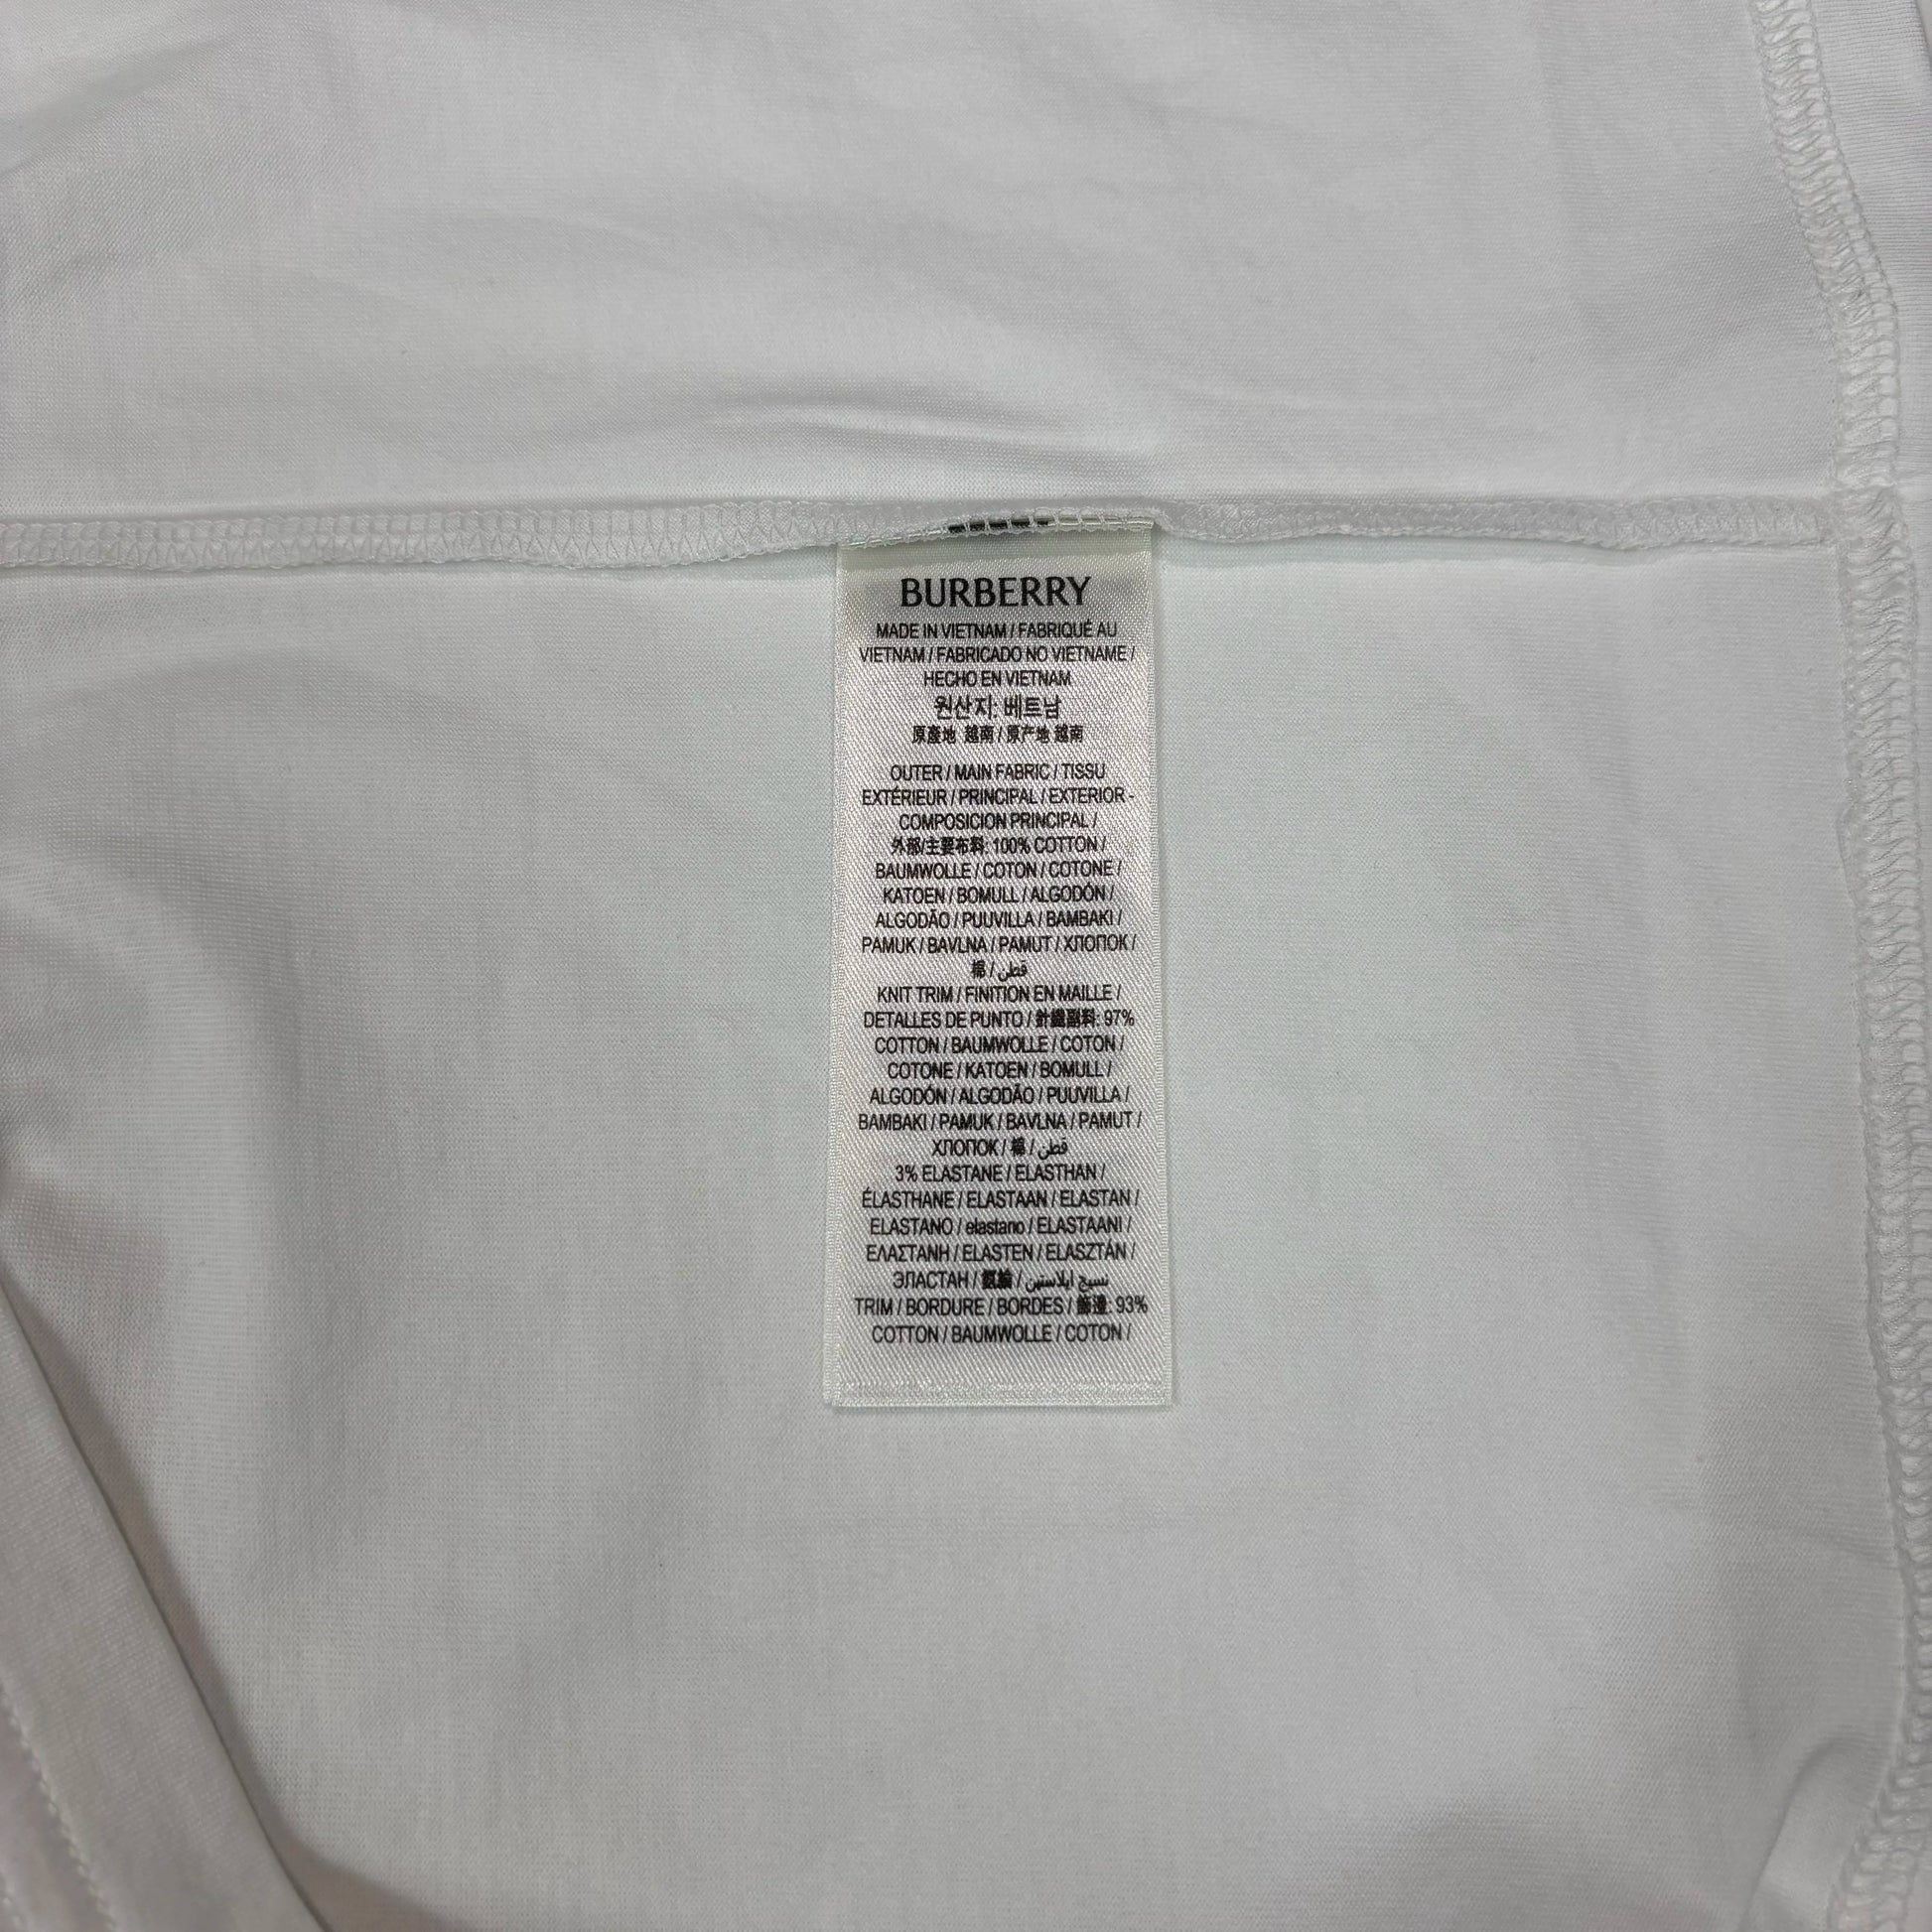 BURBERRY
MADE IN VIETNAM / FABRIQUÉ AU
VIETNAM / FABRICADO NO VIETNAME /
HECHO EN VIETNAM
원산지: 베트남
原產地 越南 / 原产地 越南
OUTER / MAIN FABRIC / TISSU
EXTÉRIEUR / PRINCIPAL / EXTERIOR -
COMPOSICION PRINCIPAL /
外部/主要布料: 100% COTTON /
BAUMWOLLE / COTON / COTONE /
KATOEN / BOMULL / ALGODÓN /
ALGODÃO / PUUVILLA / BAMBAKI /
PAMUK / BAVLNA / PAMUT / ХЛОПОК /
棉 / قطن
KNIT TRIM / FINITION EN MAILLE /
DETALLES DE PUNTO / 針織副料: 97%
COTTON / BAUMWOLLE / COTON /
COTONE / KATOEN / BOMULL /
ALGODÓN / ALGODÃO / PUUVILLA /
BAMBAKI / PAMUK / BAVLNA / PAMUT /
ХЛОПОК / 棉 / قطن
3% ELASTANE / ELASTHAN /
ÉLASTHANE / ELASTAAN / ELASTAN /
ELASTANO / elastano / ELASTAANI /
ΕΛΑΣΤΑΝΗ / ELASTEN / ELASZTÁN /
ЭЛАСТАН / 氨綸 / نسيج ايلاستين
TRIM / BORDURE / BORDES / 飾邊: 93%
COTTON / BAUMWOLLE / COTON /